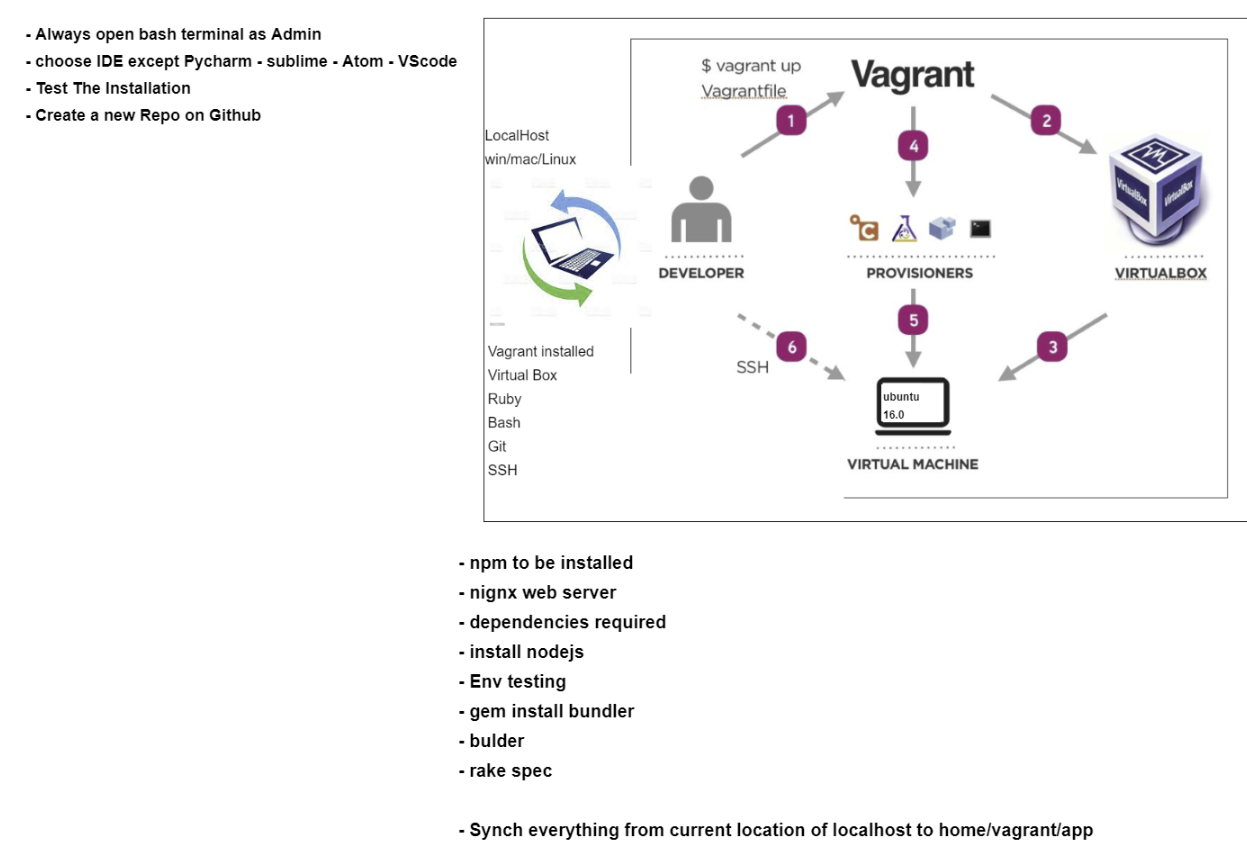 - Always open bash terminal as Admin
- choose IDE except Pycharm - sublime - Atom - VScode
- Test The Installation
- Create a new Repo on Github
$ vagrant up
Vagrantfile
Vagrant
1
2
4
LocalHost
win/mac/Linux
VirtualBox
VirtualBox
C
DEVELOPER
PROVISIONERS
VIRTUALBOX
5
6
3
SSH
Vagrant installed
Virtual Box
Ruby
Bash
Git
SSH
ubuntu
16.0
VIRTUAL MACHINE
- npm to be installed
- nignx web server
- dependencies required
- install nodejs
- Env testing
- gem install bundler
- bulder
- rake spec
- Synch everything from current location of localhost to home/vagrant/app